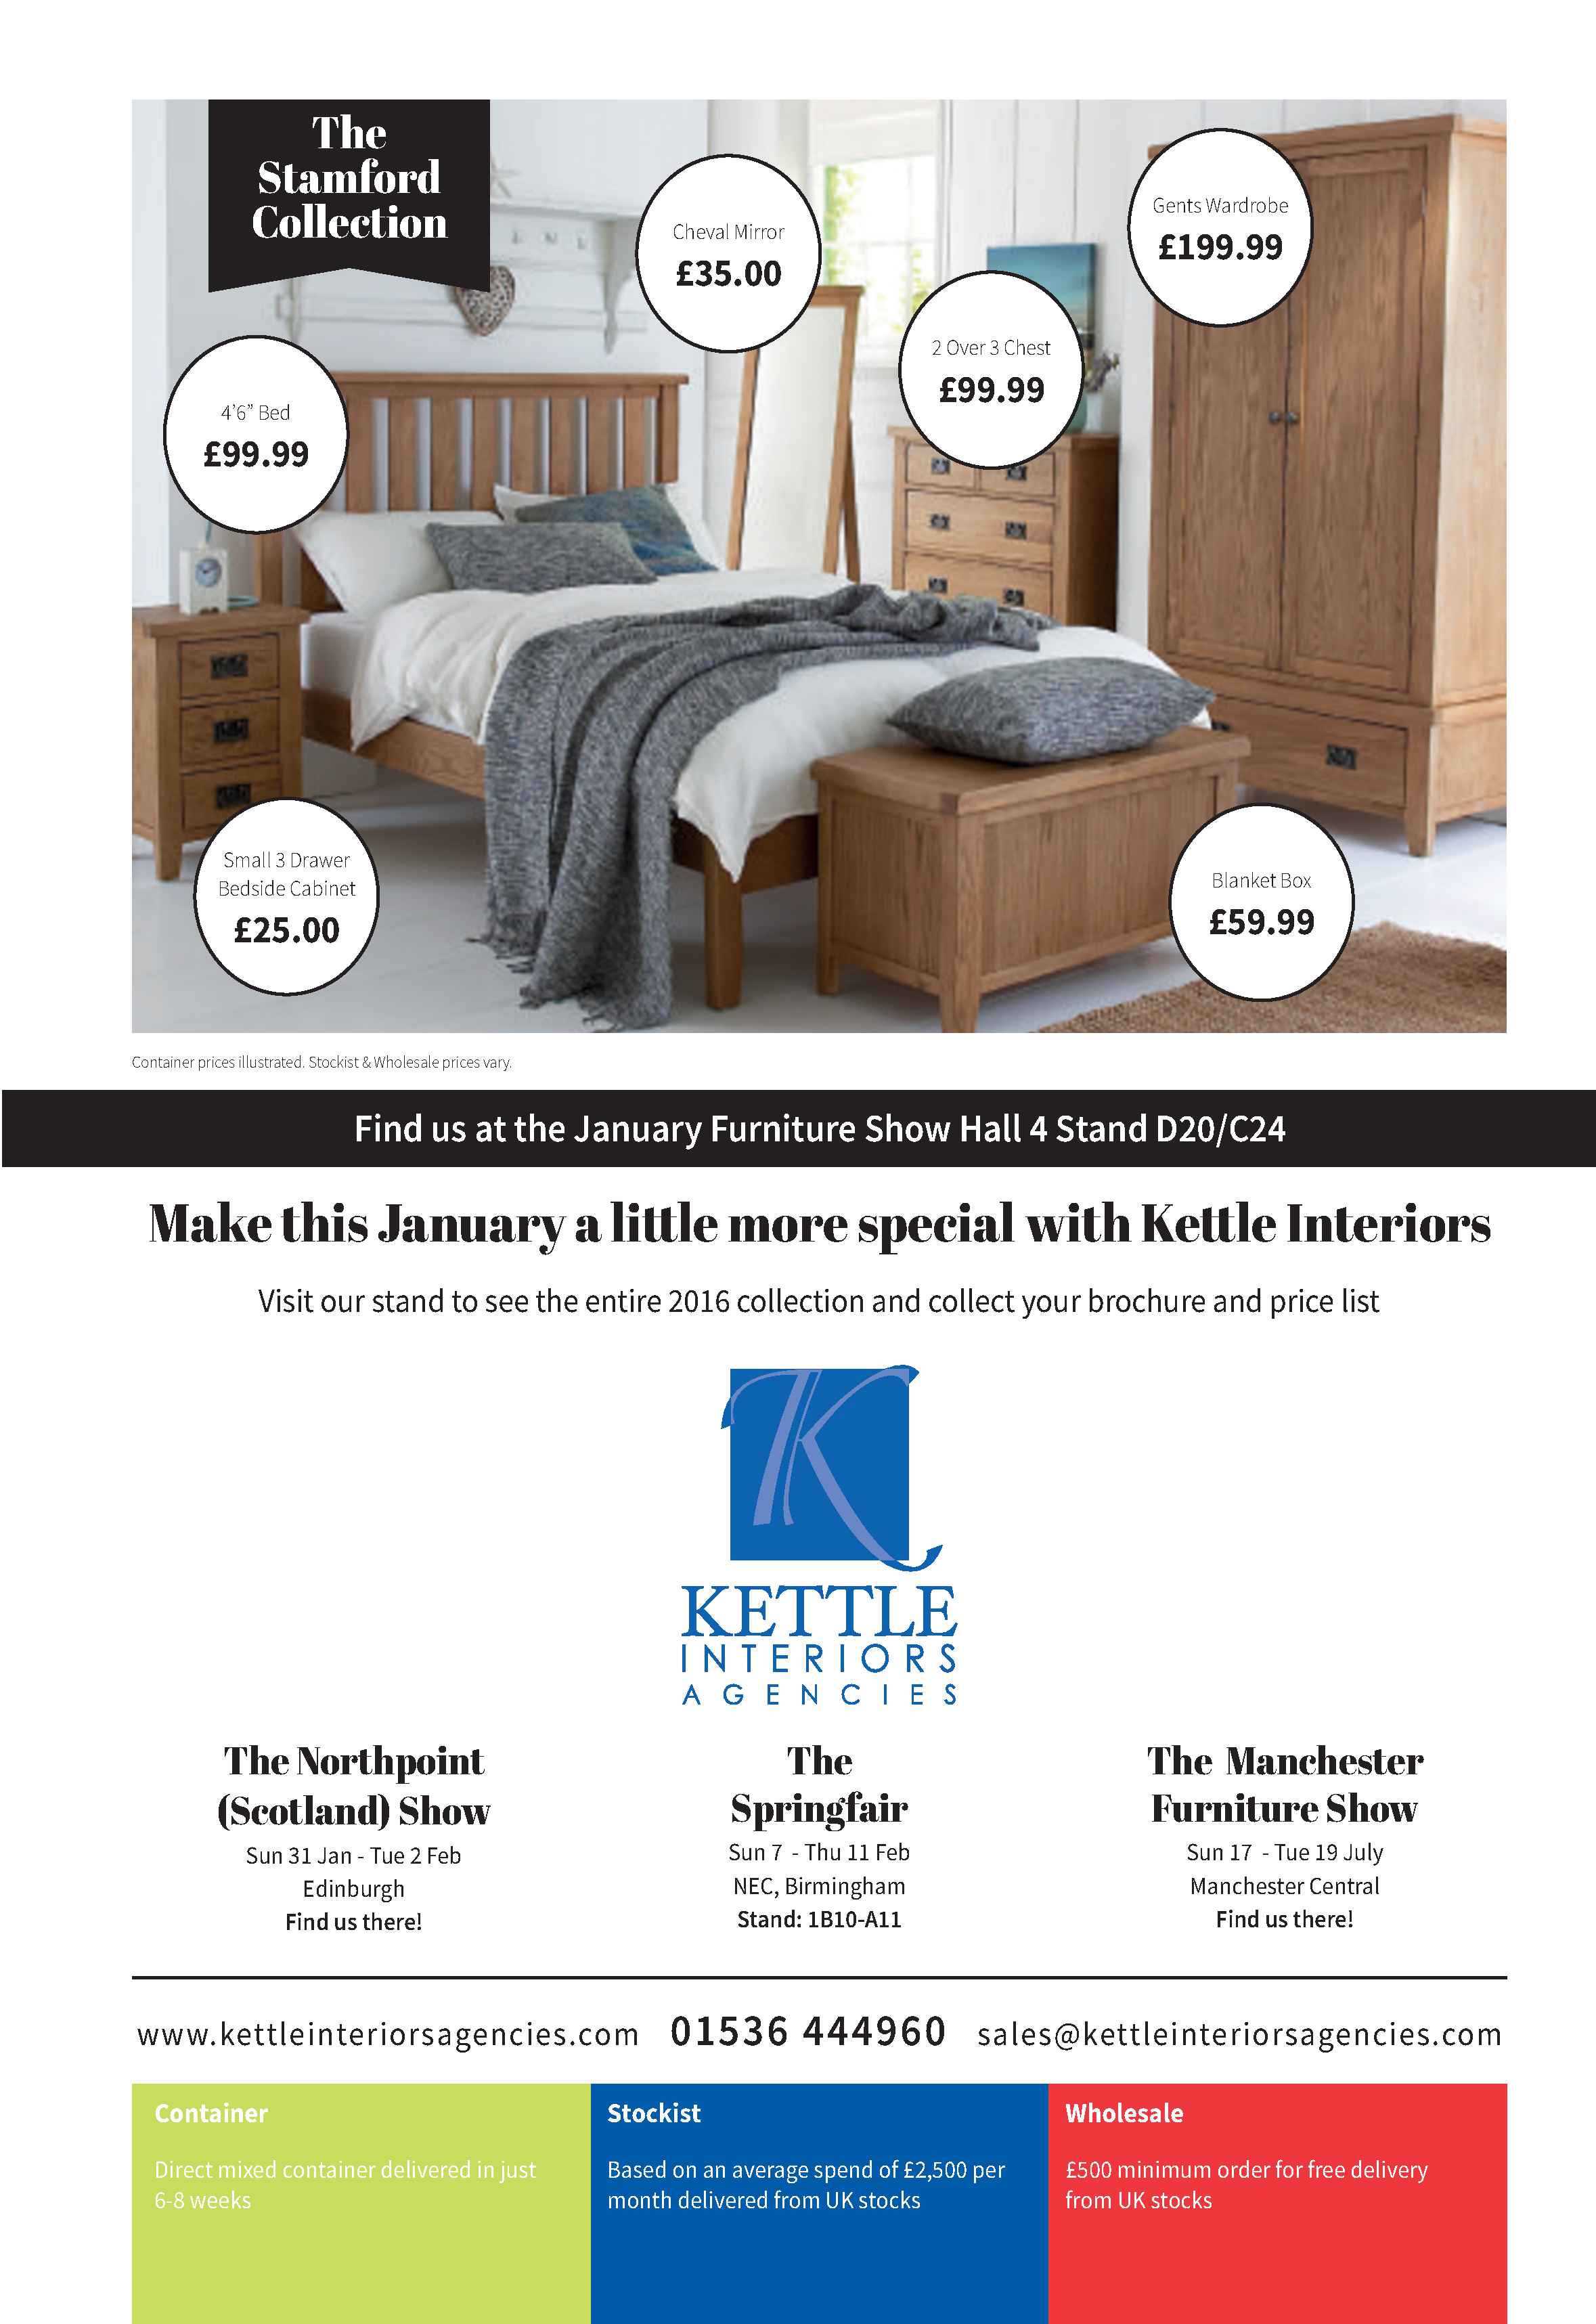 The
Stamford
Collection
Cheval Mirror
£35.00
Gents Wardrobe
£199.99
2 Over 3 Chest
£99.99
4’6” Bed
£99.99
Small 3 Drawer
Bedside Cabinet
£25.00
Blanket Box
£59.99
Container prices illustrated. Stockist & Wholesale prices vary.
Find us at the January Furniture Show Hall 4 Stand D20/C24
Make this January a little more special with Kettle Interiors
Visit our stand to see the entire 2016 collection and collect your brochure and price list
K
KETTLE
INTERIORS
AGENCIES
The Northpoint
(Scotland) Show
Sun 31 Jan - Tue 2 Feb
Edinburgh
Find us there!
The
Springfair
Sun 7 - Thu 11 Feb
NEC, Birmingham
Stand: 1B10-A11
The Manchester
Furniture Show
Sun 17 - Tue 19 July
Manchester Central
Find us there!
www.kettleinteriorsagencies.com 01536 444960 sales@kettleinteriorsagencies.com
Container
Direct mixed container delivered in just
6-8 weeks
Stockist
Based on an average spend of £2,500 per
month delivered from UK stocks
Wholesale
£500 minimum order for free delivery
from UK stocks